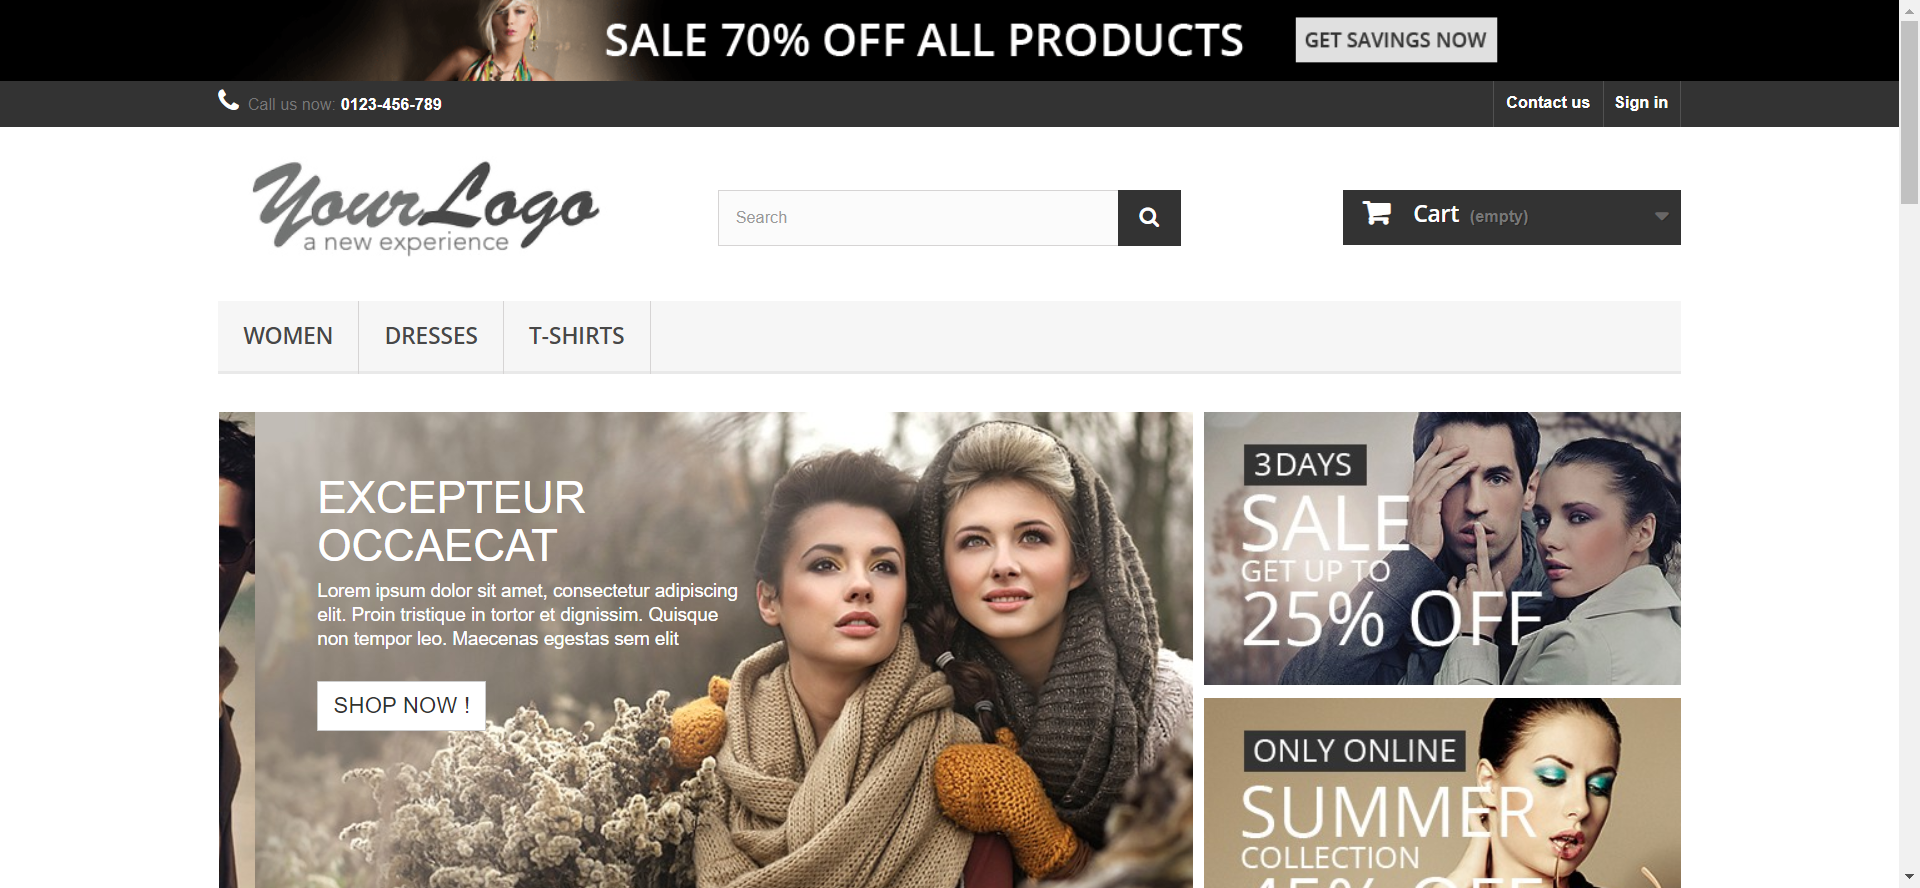 SALE 70% OFF ALL PRODUCTS GET SAVINGS NOW
Call us now: 0123-456-789 Contact us Sign in
YourLogo
a new experience
Search
Cart (empty)
WOMEN DRESSES T-SHIRTS
EXCEPTEUR
OCCAECAT
Lorem ipsum dolor sit amet, consectetur adipiscing
elit. Proin tristique in tortor et dignissim. Quisque
non tempor leo. Maecenas egestas sem elit
SHOP NOW !
3 DAYS
SALE
GET UP TO
25% OFF
ONLY ONLINE
SUMMER
COLLECTION
45% OFF